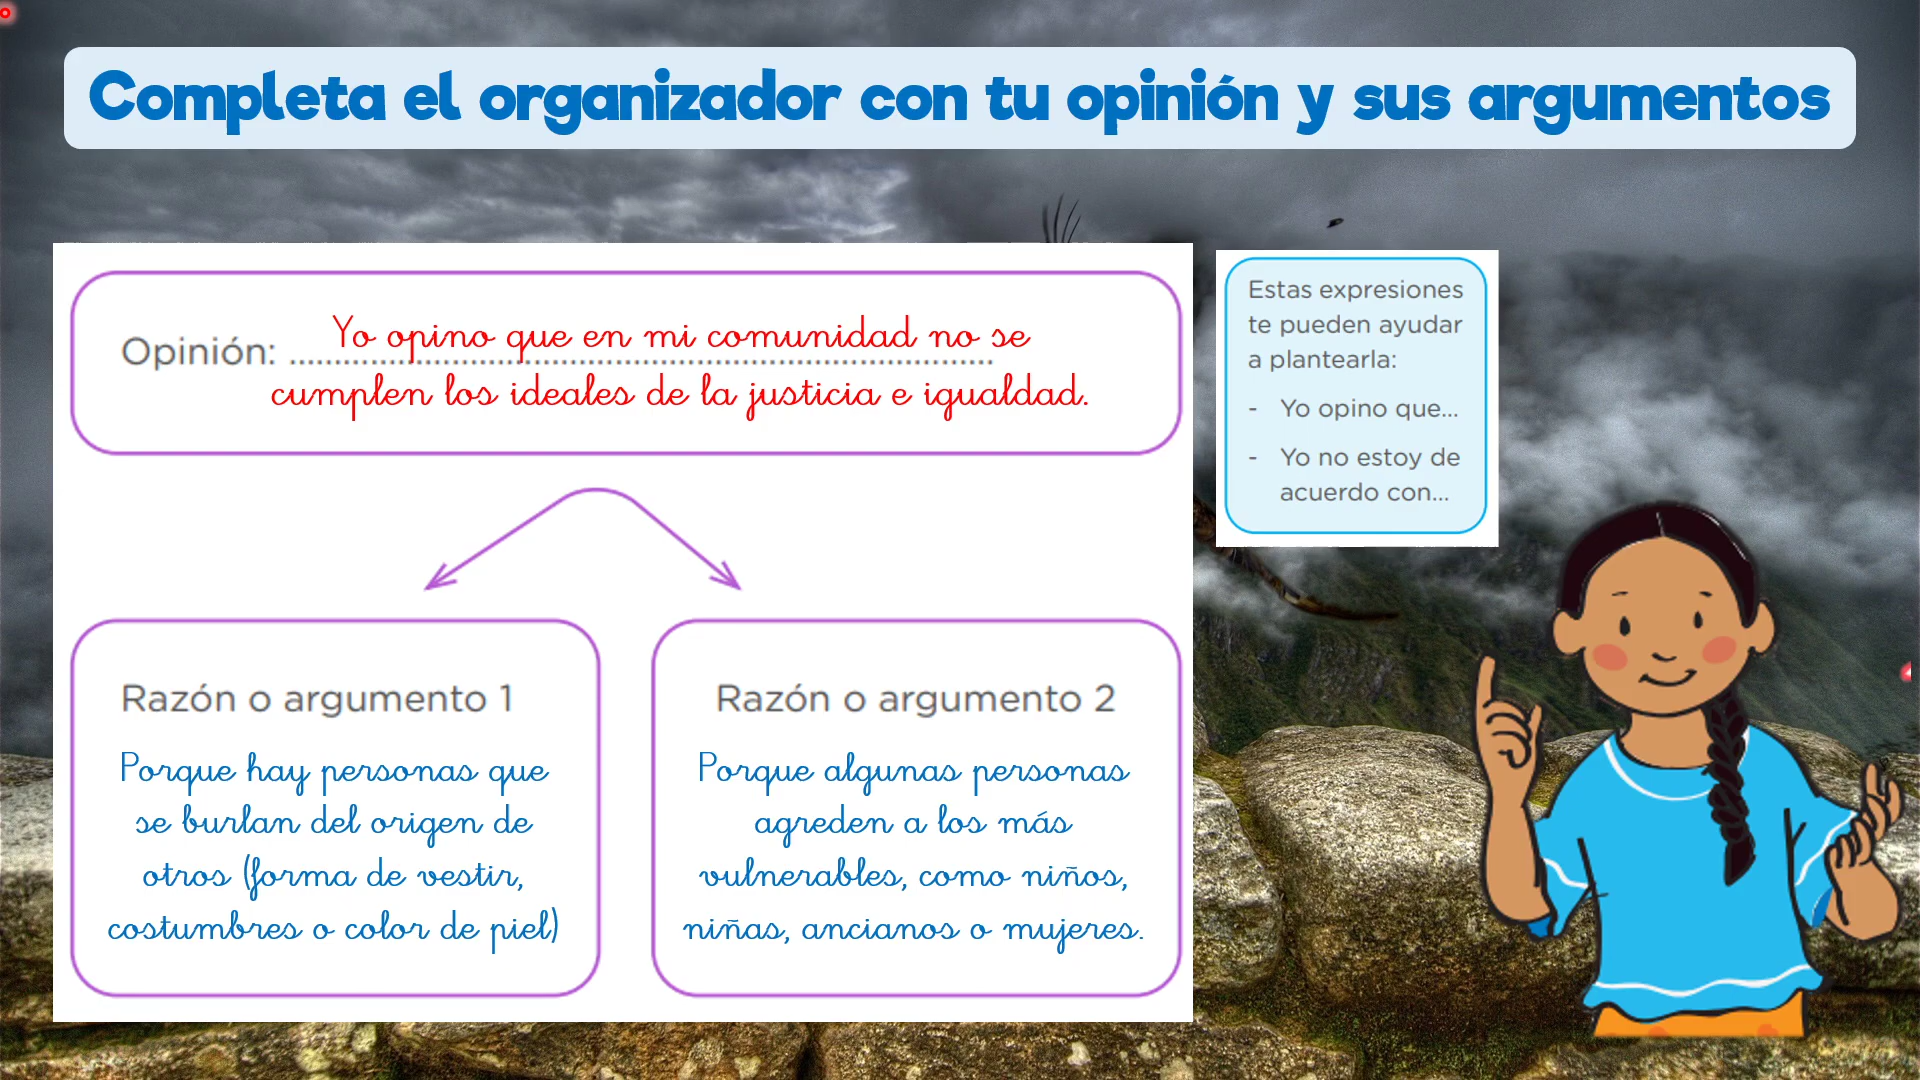 Completa el organizador con tu opinión y sus argumentos
Opinión: Yo opino que en mi comunidad no se
cumplen los ideales de la justicia e igualdad.
Estas expresiones
te pueden ayudar
a plantearla:
- Yo opino que...
- Yo no estoy de
acuerdo con...
Razón o argumento 1
Porque hay personas que
se burlan del origen de
otros (forma de vestir,
costumbres o color de piel)
Razón o argumento 2
Porque algunas personas
agreden a los más
vulnerables, como niños,
niñas, ancianos o mujeres.